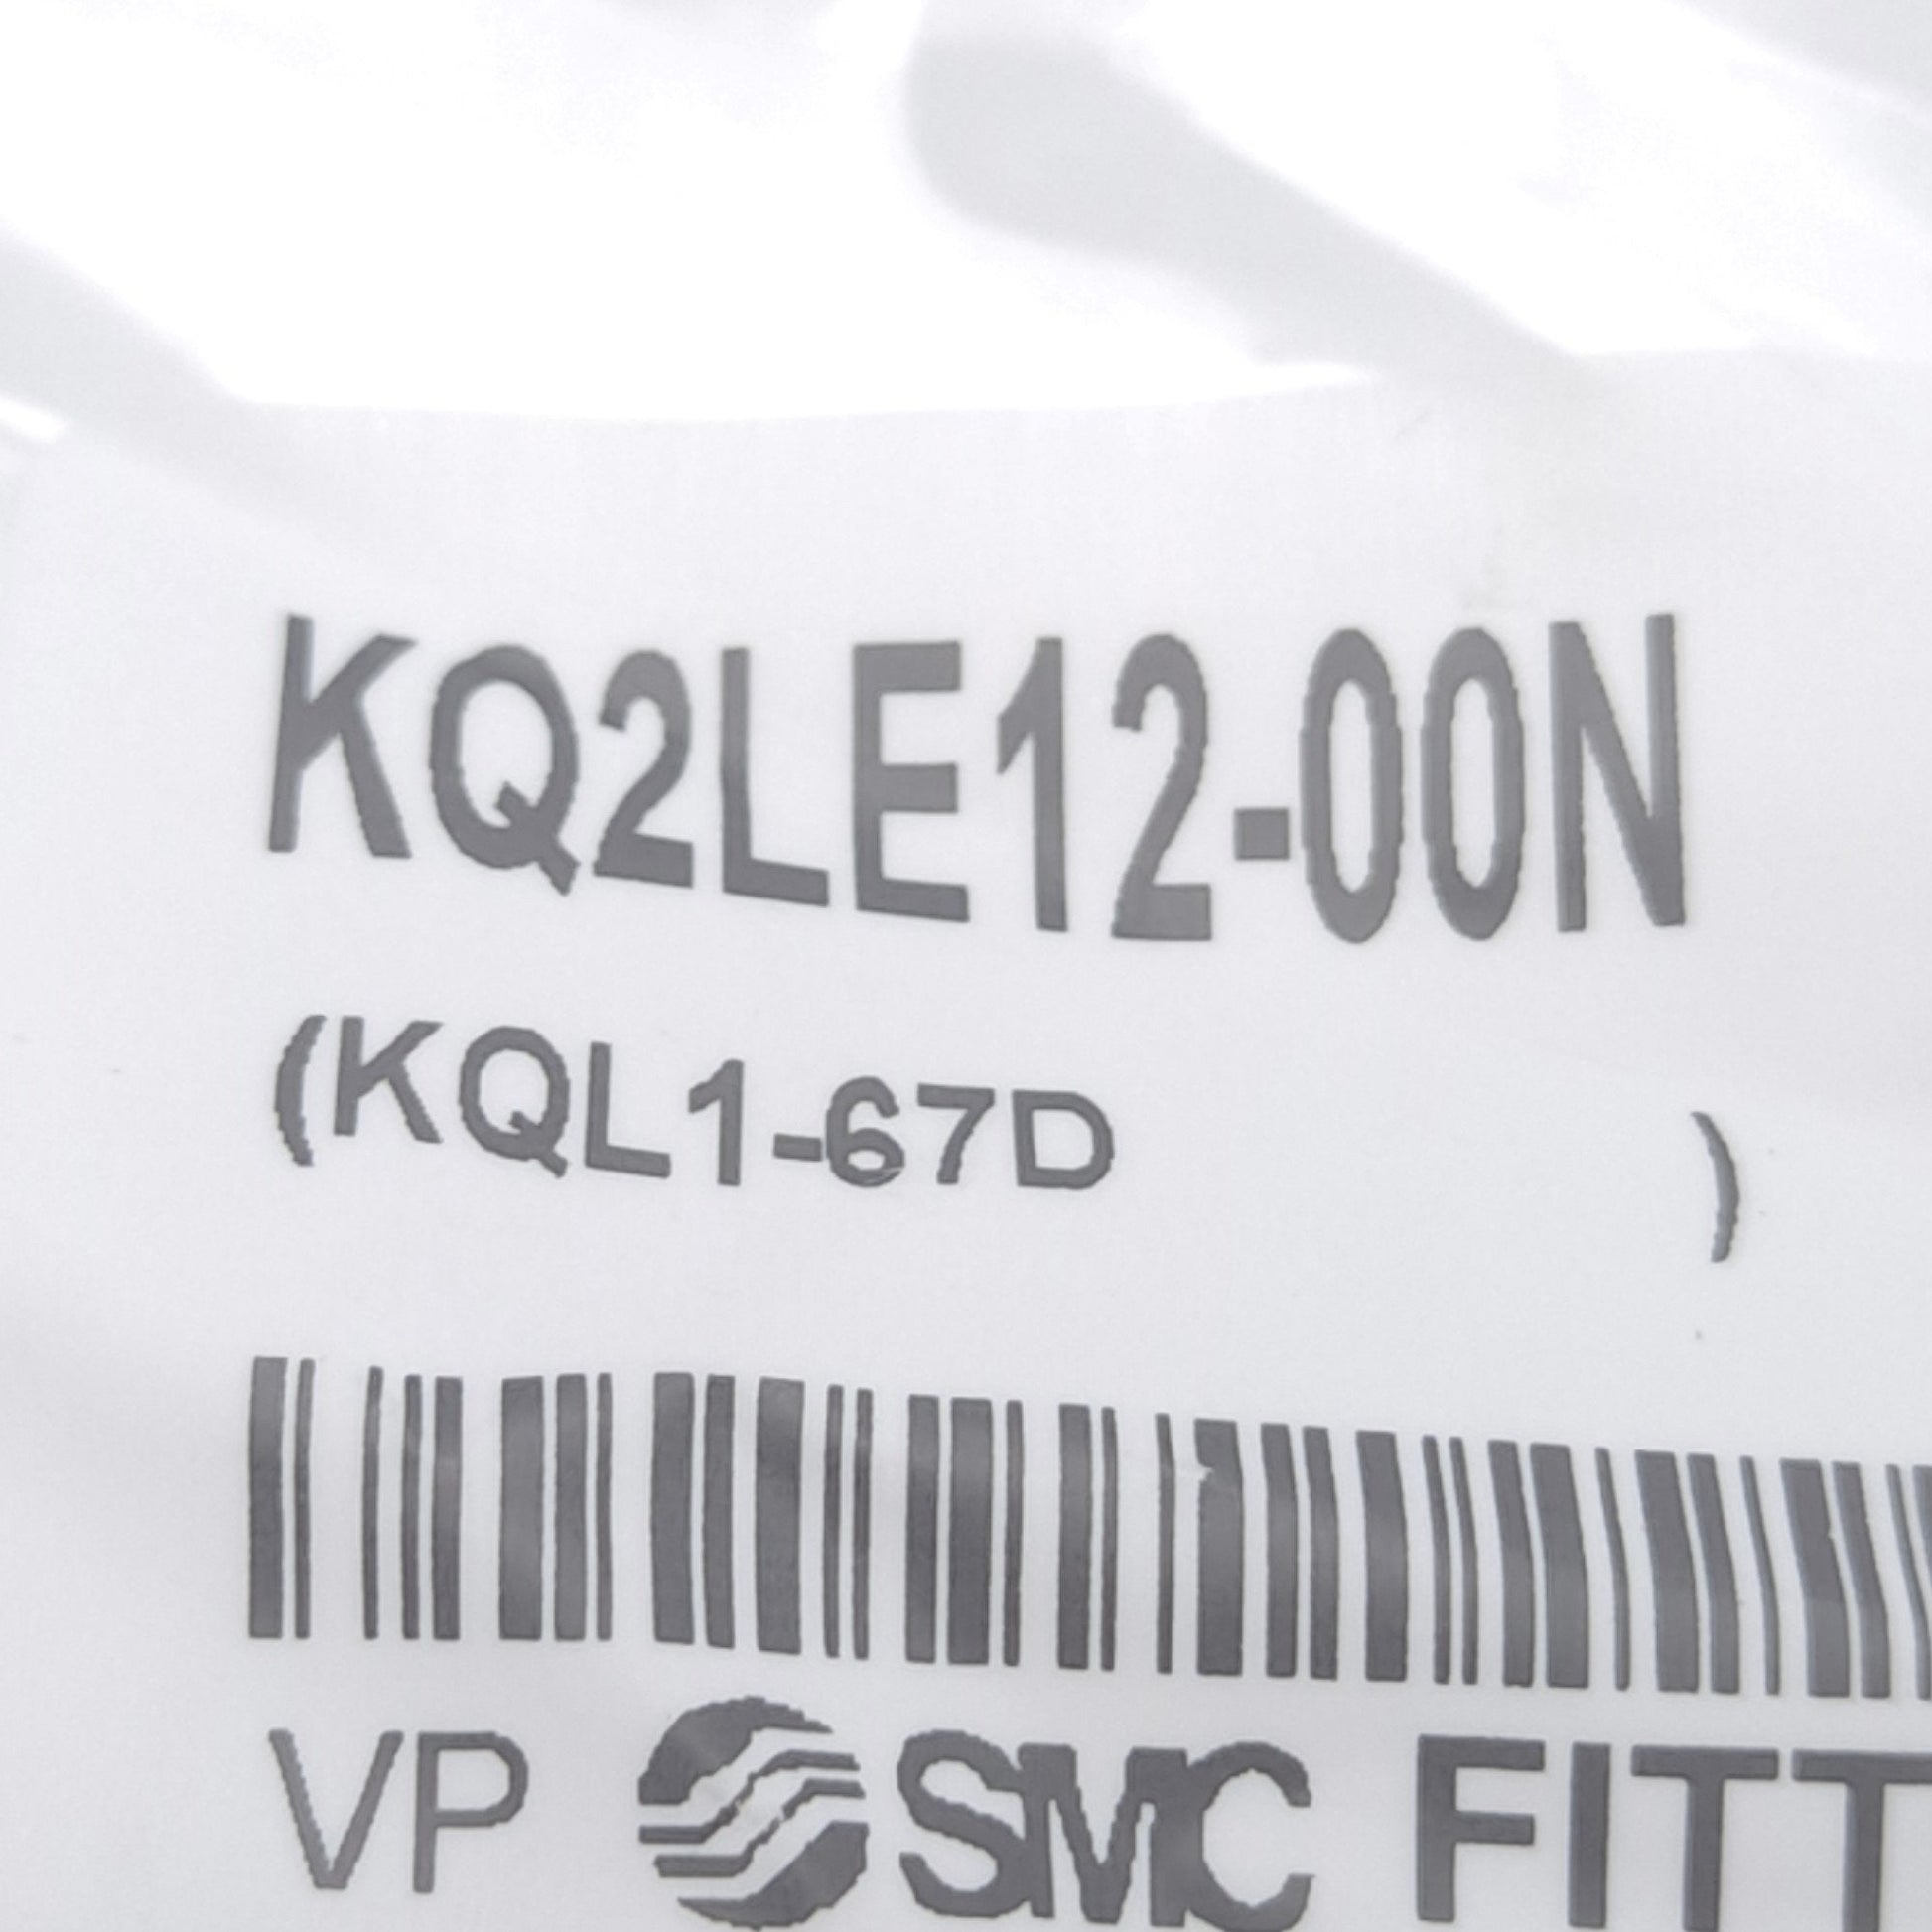 KQ2LE12-00N
(KQL1-67D )
VP SMC FITT